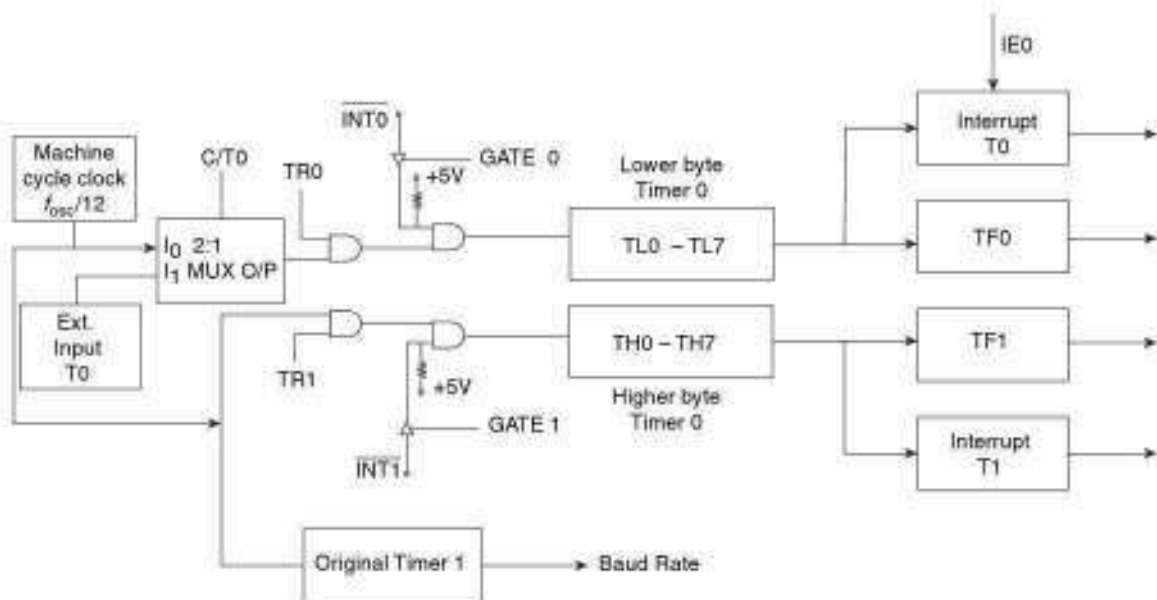 IE0
Interrupt
T0
INT0
GATE 0
+5V
Machine
cycle clock
fosc/12
C/T0
TR0
Lower byte
Timer 0
I0 2:1
I1 MUX O/P
TL0 – TL7
TF0
Ext.
Input
T0
TR1
+5V
TH0 – TH7
TF1
Higher byte
Timer 0
GATE 1
INT1
Interrupt
T1
Original Timer 1
Baud Rate